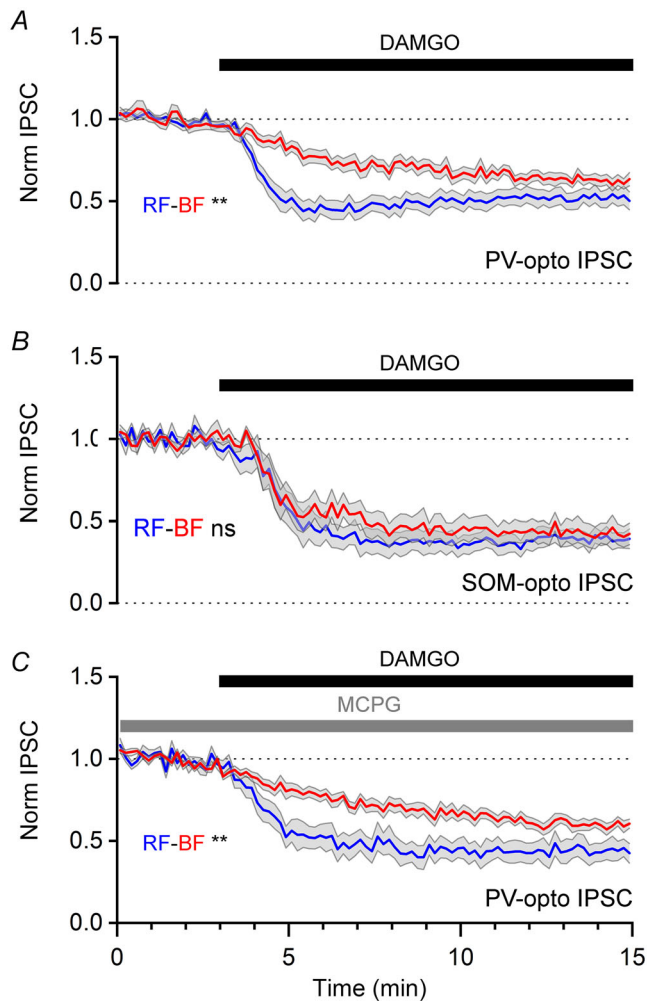 A
1.5
DAMGO
1.0
Norm IPSC
RF-BF **
0.5
PV-opto IPSC
0.0
B
1.5
DAMGO
1.0
Norm IPSC
RF-BF ns
0.5
SOM-opto IPSC
0.0
C
1.5
DAMGO
MCPG
1.0
Norm IPSC
RF-BF **
0.5
PV-opto IPSC
0.0
0 5 10 15
Time (min)